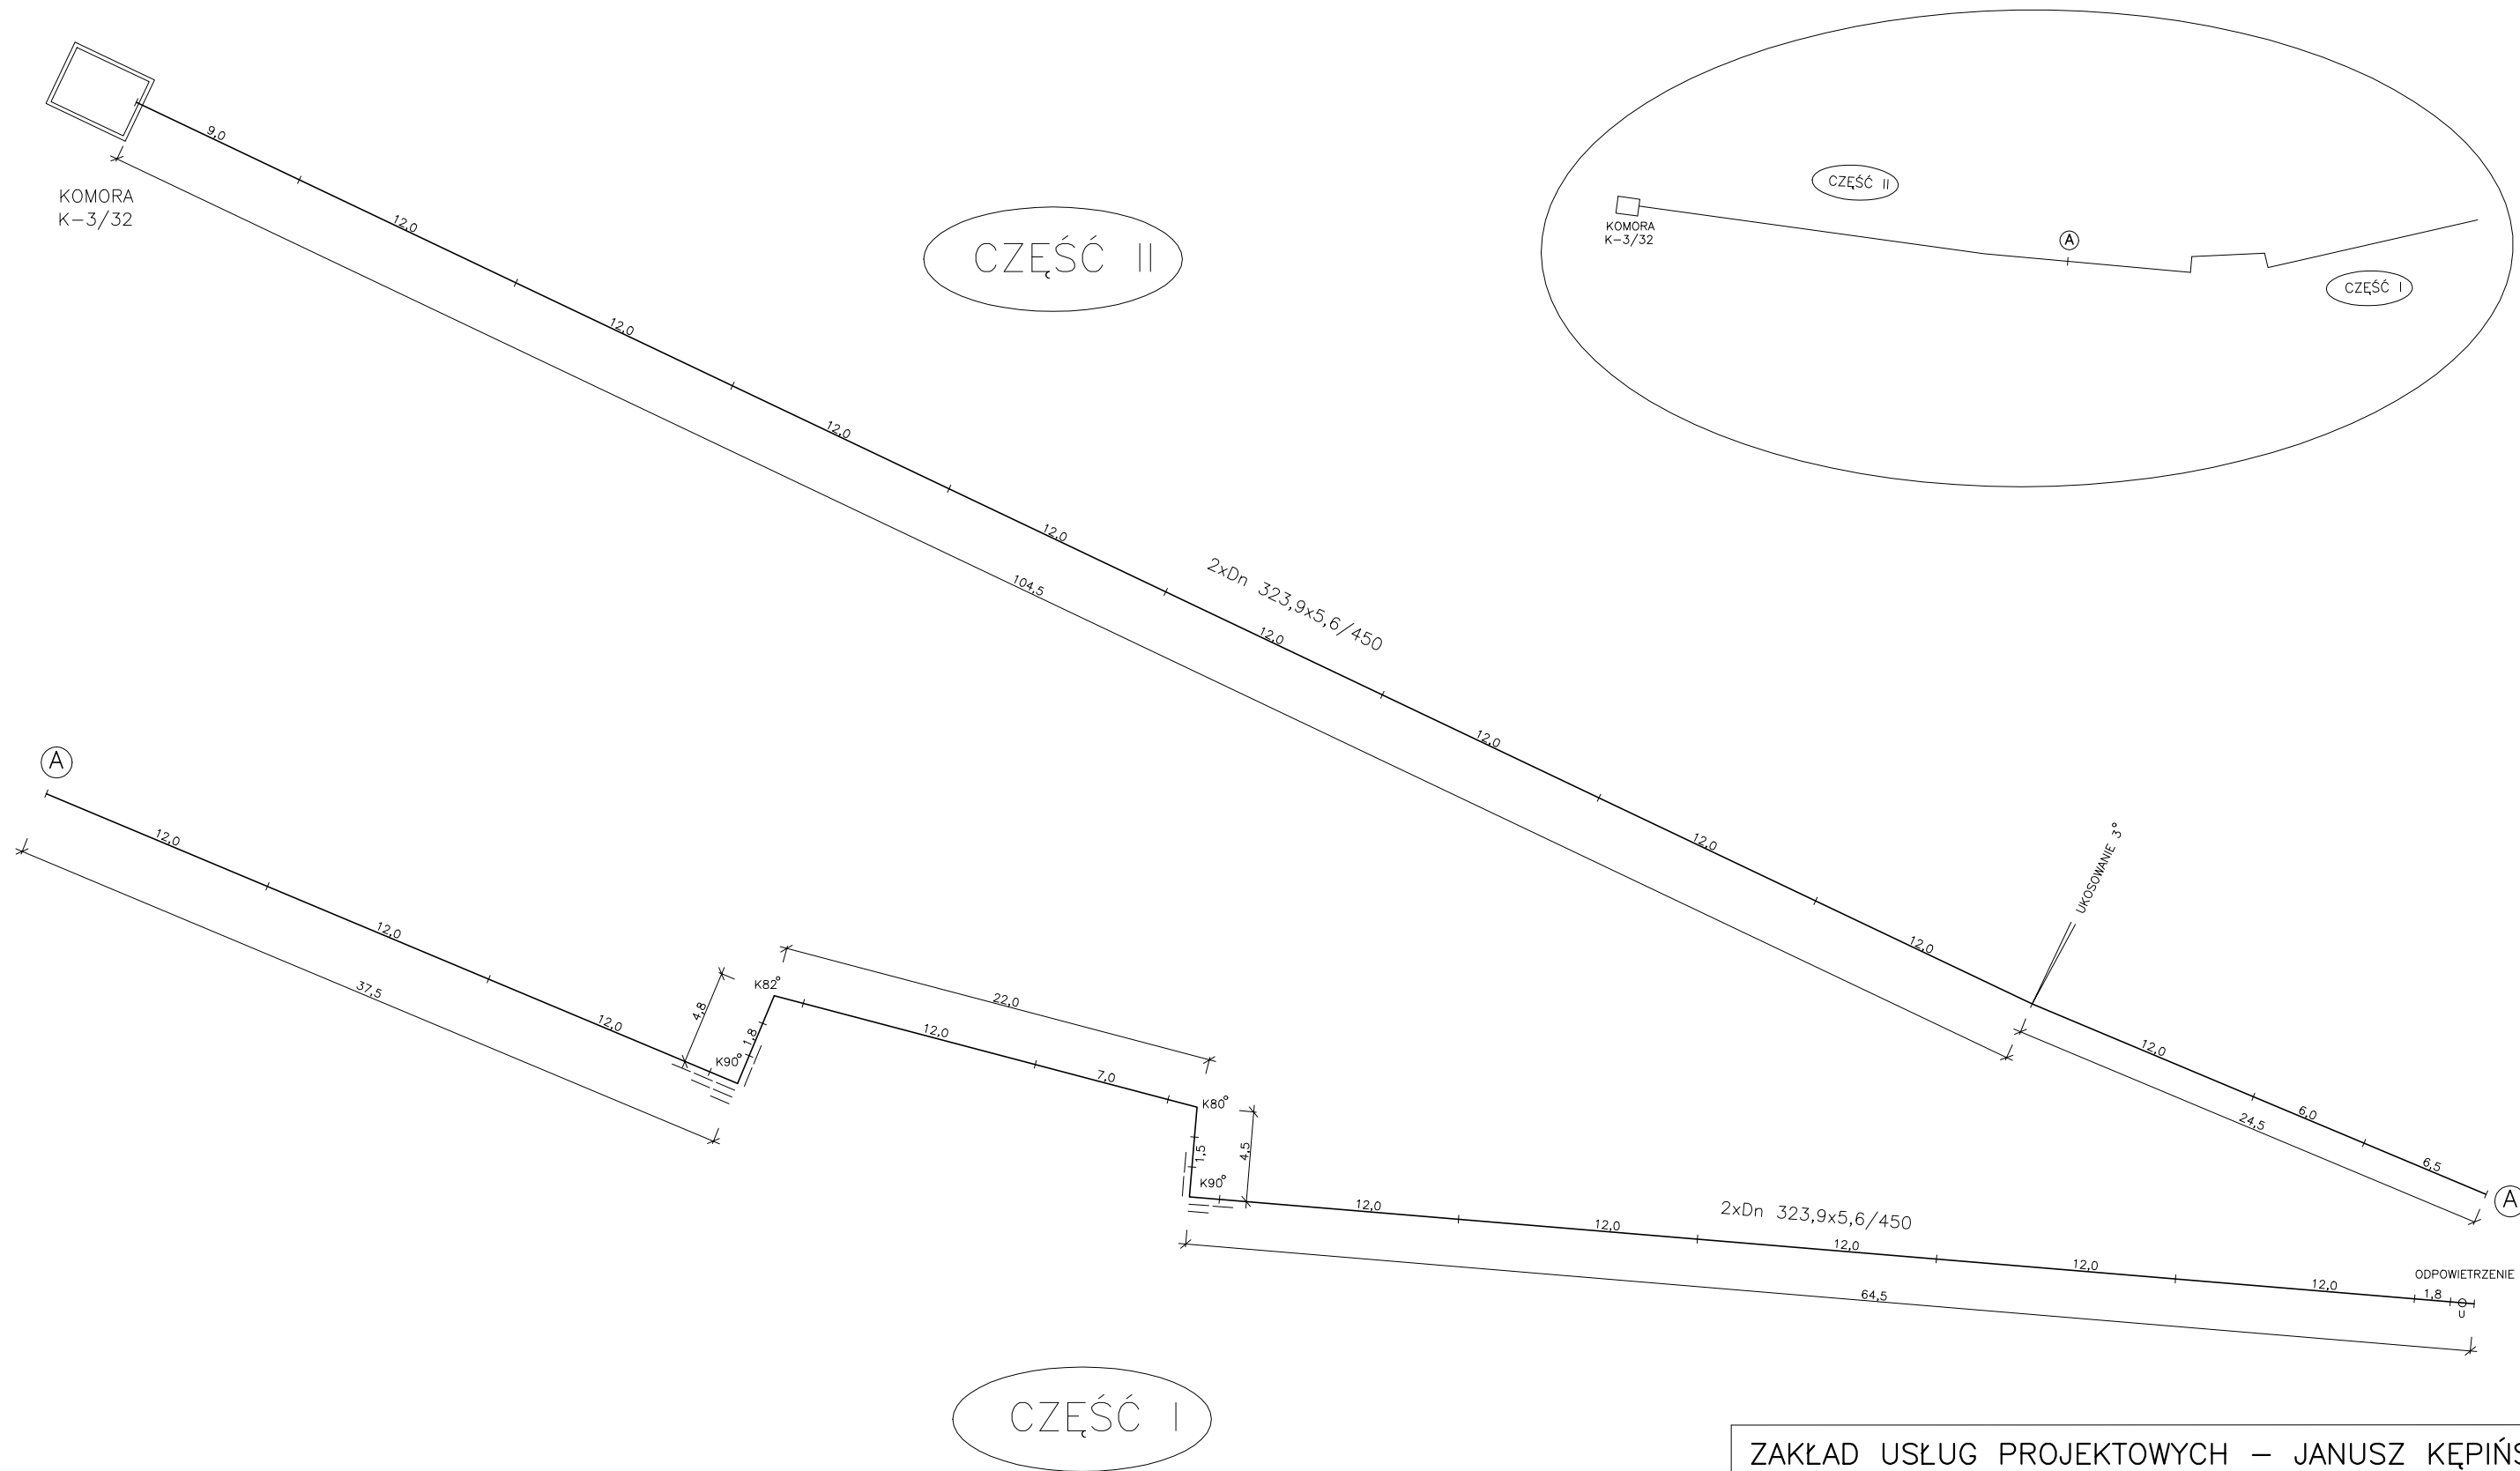 9,0
KOMORA
K-3/32
12,0
12,0
12,0
12,0
12,0
12,0
12,0
12,0
104,5
2xDn 323,9x5,6/450
CZĘŚĆ II
CZĘŚĆ II
KOMORA
K-3/32
A
CZĘŚĆ I
UKOSOWANIE 3°
12,0
6,0
6,5
24,5
A
A
12,0
12,0
12,0
37,5
4,8
K82°
1,8
K90°
22,0
12,0
7,0
K80°
1,5
4,5
K90°
12,0
12,0
12,0
12,0
12,0
1,8
2xDn 323,9x5,6/450
64,5
ODPOWIETRZENIE
U
CZĘŚĆ I
ZAKŁAD USŁUG PROJEKTOWYCH – JANUSZ